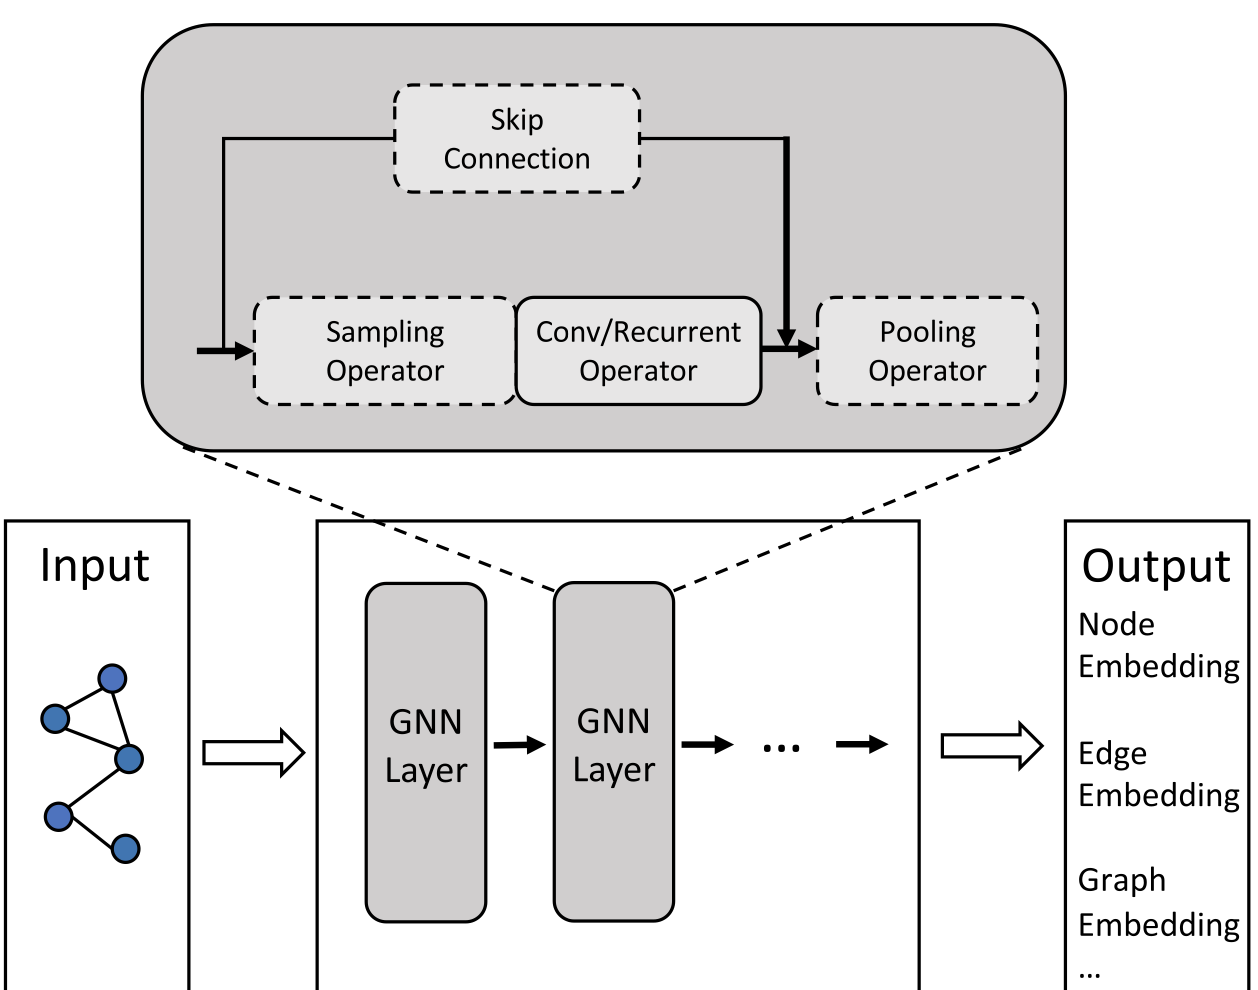 Skip
Connection
Sampling
Operator
Conv/Recurrent
Operator
Pooling
Operator
Input
GNN
Layer
GNN
Layer
...
Output
Node
Embedding
Edge
Embedding
Graph
Embedding
...